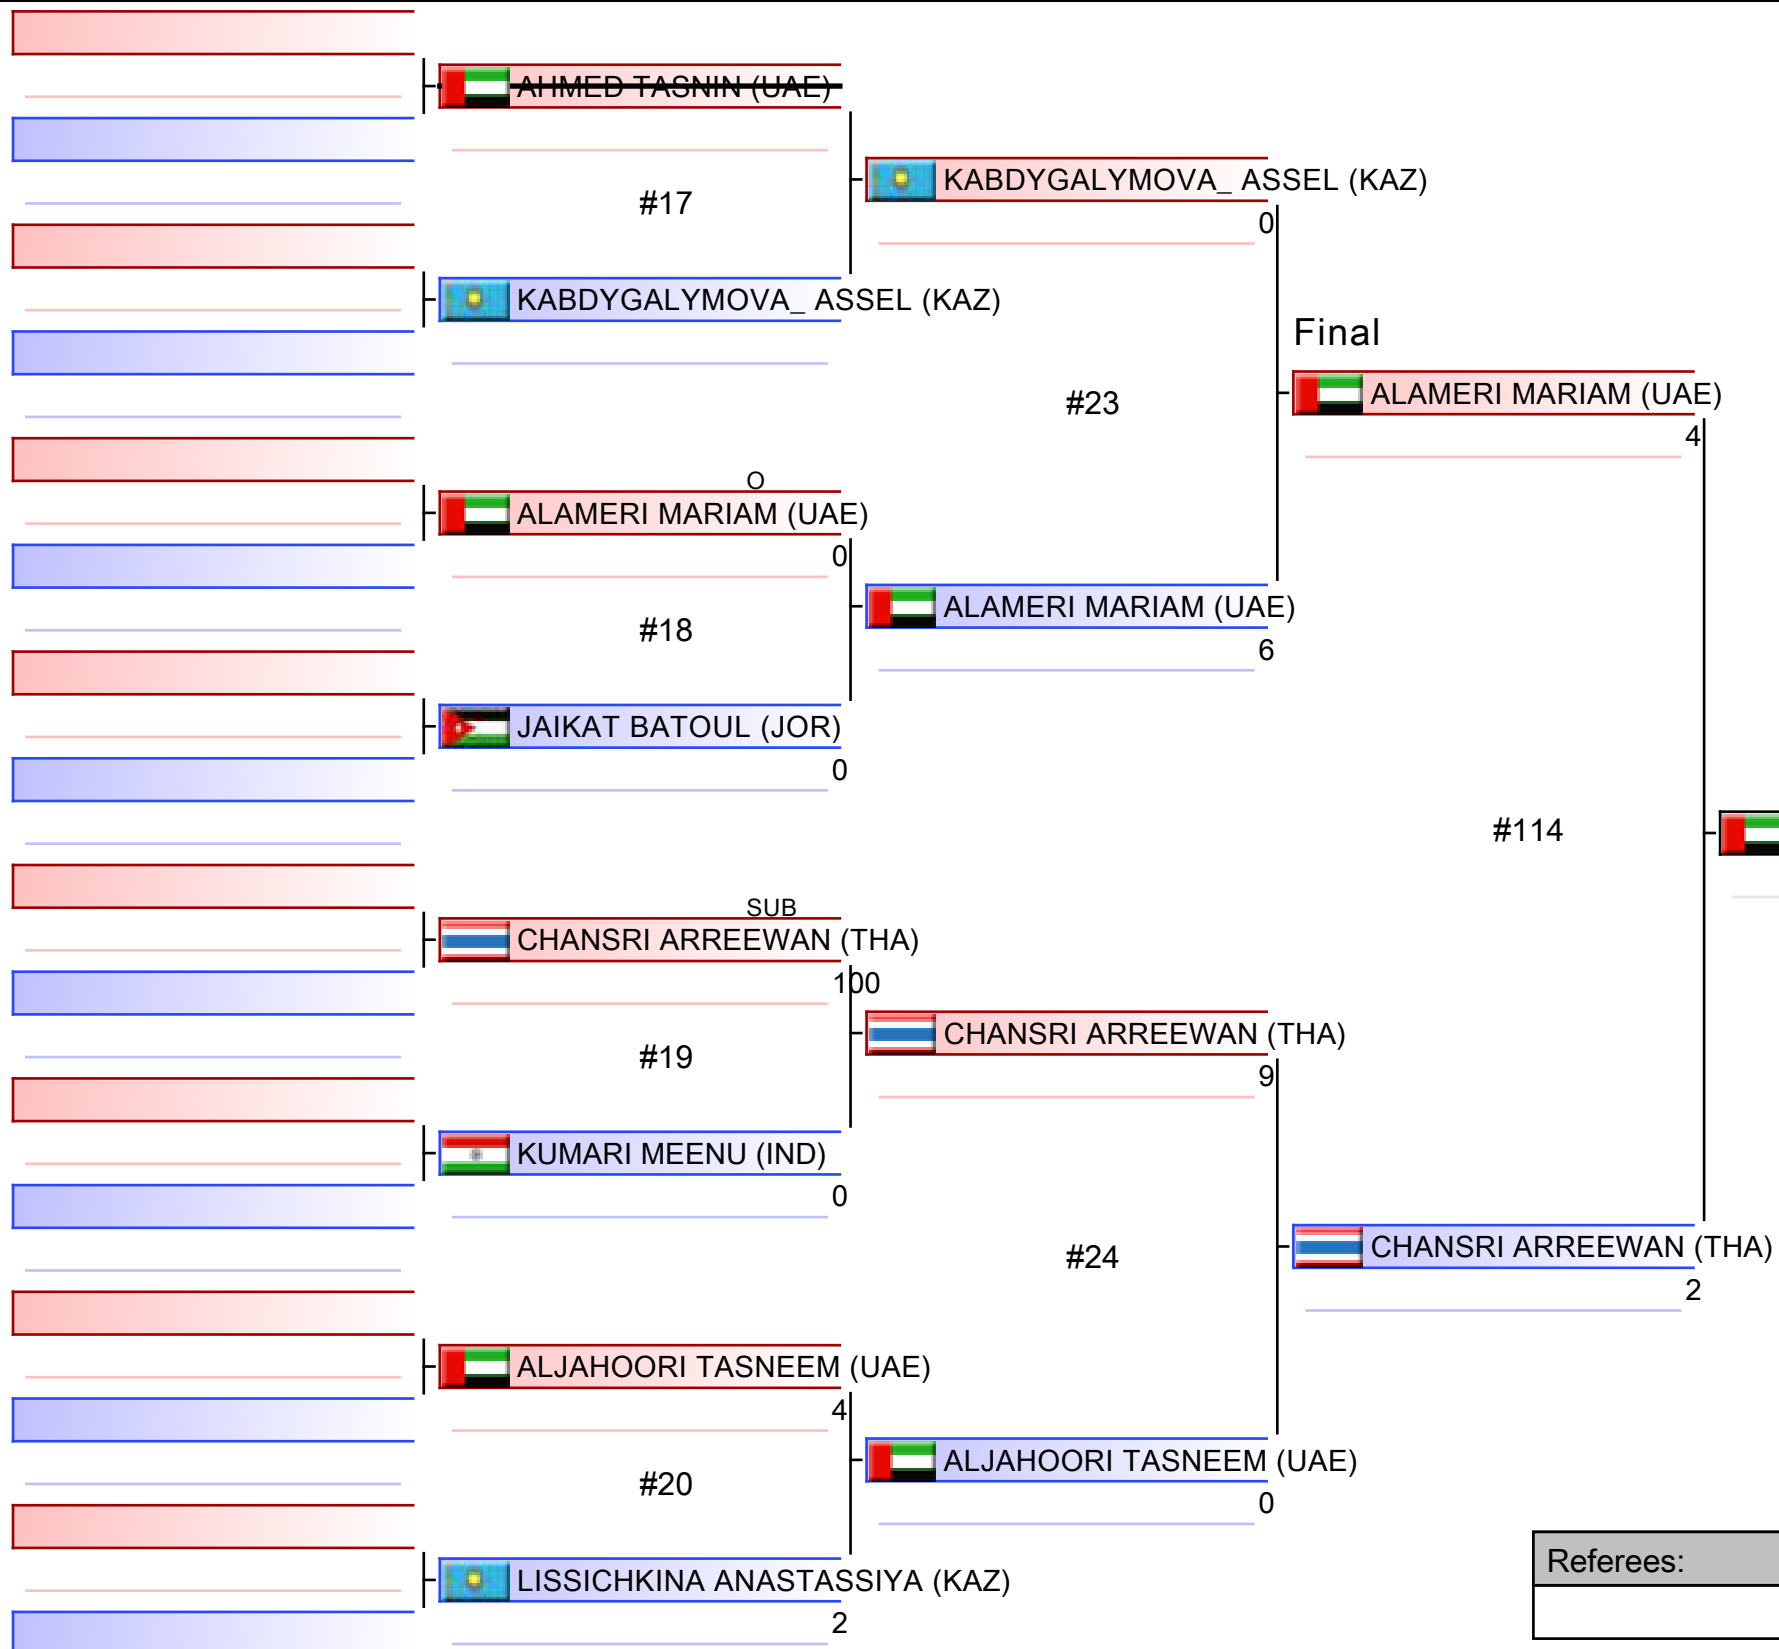 AHMED TASNIN (UAE)
#17
KABDYGALYMOVA_ ASSEL (KAZ)
O
ALAMERI MARIAM (UAE)
0
#18
JAIKAT BATOUL (JOR)
0
SUB
CHANSRI ARREEWAN (THA)
100
#19
KUMARI MEENU (IND)
0
ALJAHOORI TASNEEM (UAE)
4
#20
LISSICHKINA ANASTASSIYA (KAZ)
2
KABDYGALYMOVA_ ASSEL (KAZ)
0
#23
ALAMERI MARIAM (UAE)
6
CHANSRI ARREEWAN (THA)
9
#24
ALJAHOORI TASNEEM (UAE)
0
Final
ALAMERI MARIAM (UAE)
4
#114
CHANSRI ARREEWAN (THA)
2
Referees: